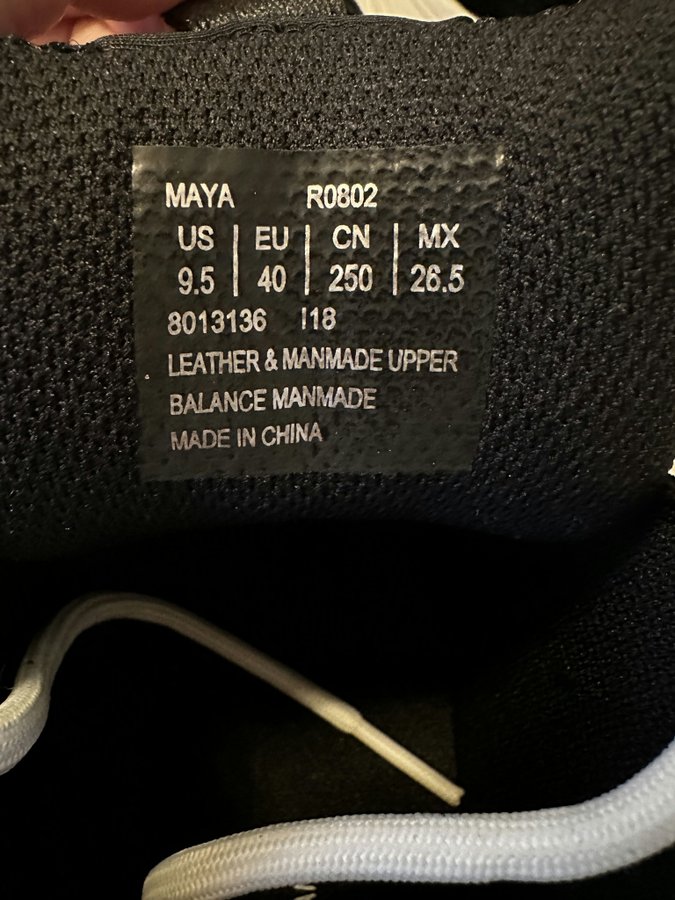 MAYA R0802
US | EU | CN | MX
9.5 | 40 | 250 | 26.5
8013136 I18
LEATHER & MANMADE UPPER
BALANCE MANMADE
MADE IN CHINA